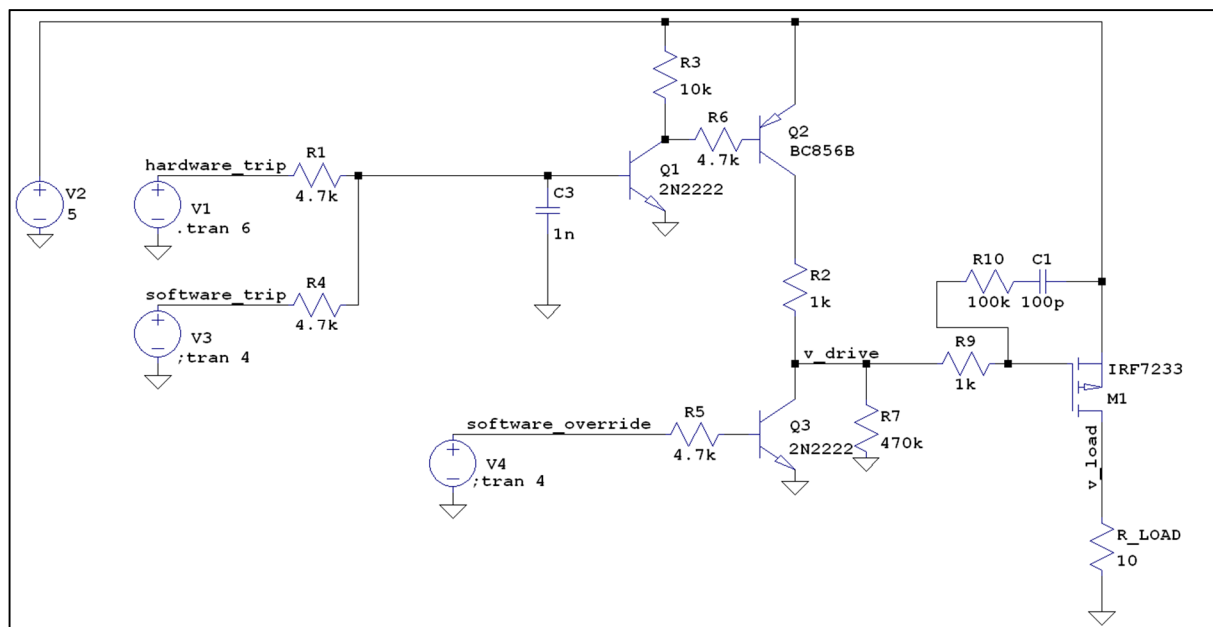 R3
10k
R6
4.7k
Q2
BC856B
hardware_trip
R1
4.7k
Q1
2N2222
C3
1n
V2
5
V1
.tran 6
R10
100k
C1
100p
software_trip
R4
4.7k
R2
1k
V3
;tran 4
v_drive
R9
1k
IRF7233
M1
software_override
R5
4.7k
Q3
2N2222
R7
470k
V4
;tran 4
v_load
R_LOAD
10